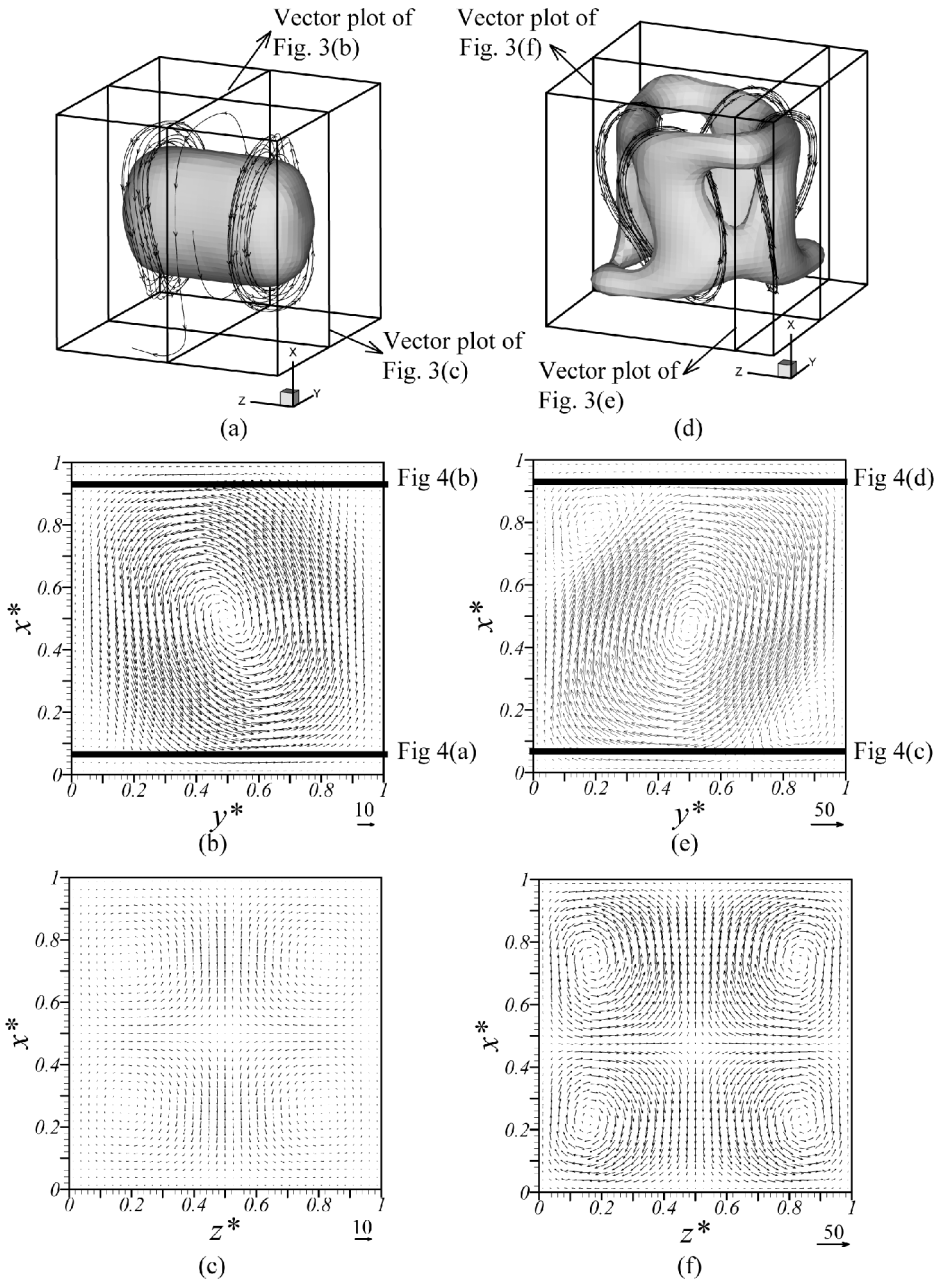 Vector plot of
Fig. 3(b)
Vector plot of
Fig. 3(c)
X
Y
Z
(a)
Vector plot of
Fig. 3(f)
Vector plot of
Fig. 3(e)
X
Y
Z
(d)
1
0.8
0.6
0.4
0.2
0
x*
0
0.2
0.4
0.6
0.8
1
y*
10
Fig 4(b)
Fig 4(a)
(b)
1
0.8
0.6
0.4
0.2
0
x*
0
0.2
0.4
0.6
0.8
1
y*
50
Fig 4(d)
Fig 4(c)
(e)
1
0.8
0.6
0.4
0.2
0
x*
0
0.2
0.4
0.6
0.8
1
z*
10
(c)
1
0.8
0.6
0.4
0.2
0
x*
0.2
0.4
0.6
0.8
1
z*
50
(f)